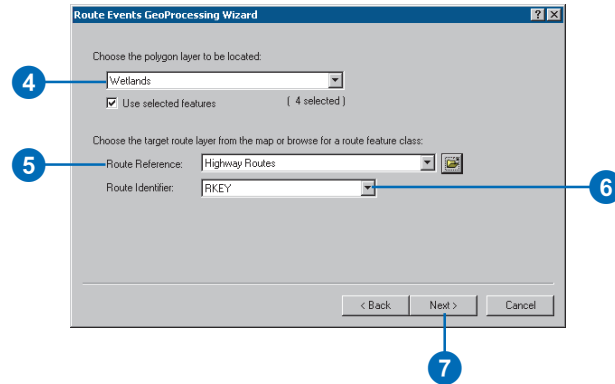 Route Events GeoProcessing Wizard
Choose the polygon layer to be located:
4
Wetlands
Use selected features ( 4 selected )
Choose the target route layer from the map or browse for a route feature class:
5
Route Reference: Highway Routes
Route Identifier: RKEY
6
< Back Next > Cancel
7